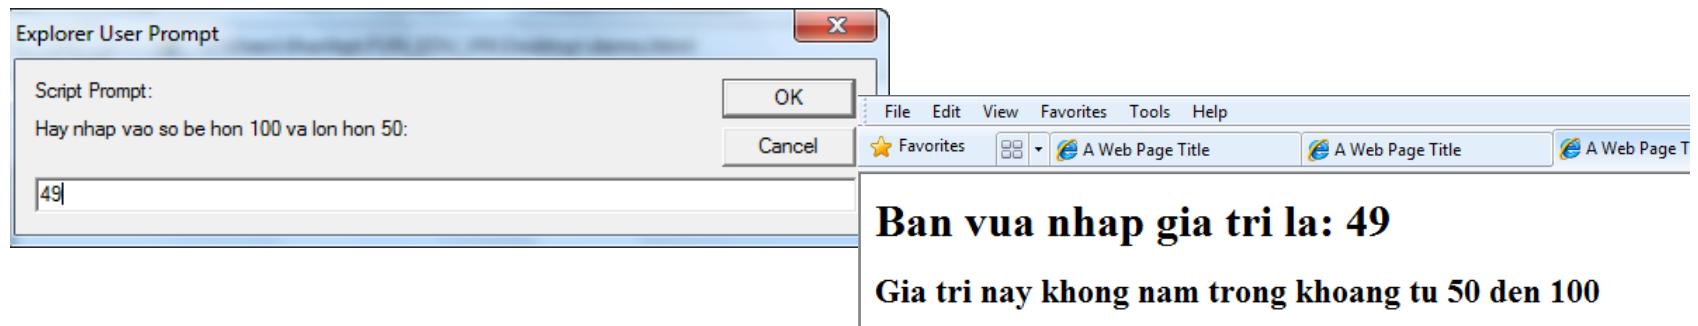 Explorer User Prompt
Script Prompt:
Hay nhap vao so be hon 100 va lon hon 50:
OK
Cancel
49
File Edit View Favorites Tools Help
Favorites A Web Page Title A Web Page Title A Web Page T
Ban vua nhap gia tri la: 49
Gia tri nay khong nam trong khoang tu 50 den 100